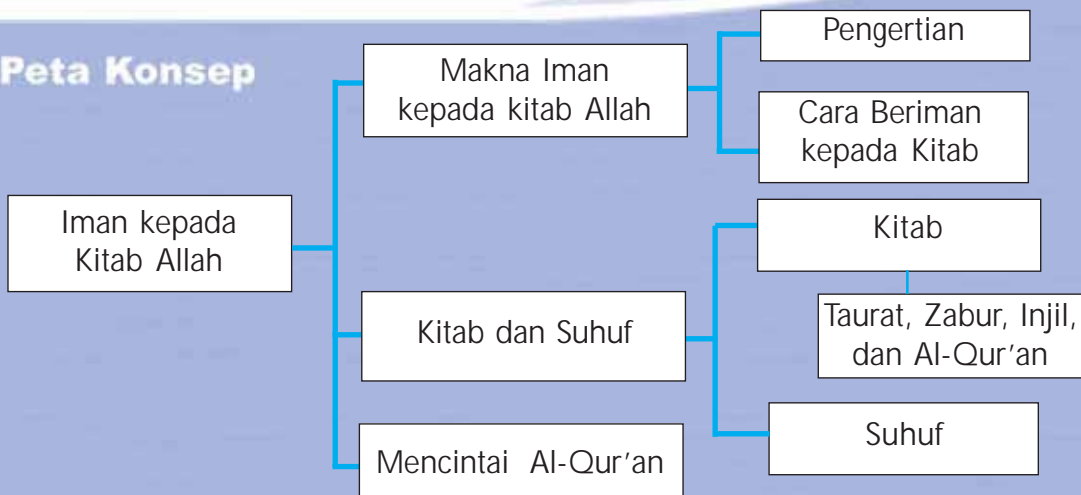 Peta Konsep
Iman kepada
Kitab Allah
Makna Iman
kepada kitab Allah
Pengertian
Cara Beriman
kepada Kitab
Kitab dan Suhuf
Kitab
Taurat, Zabur, Injil,
dan Al-Qur’an
Suhuf
Mencintai Al-Qur’an